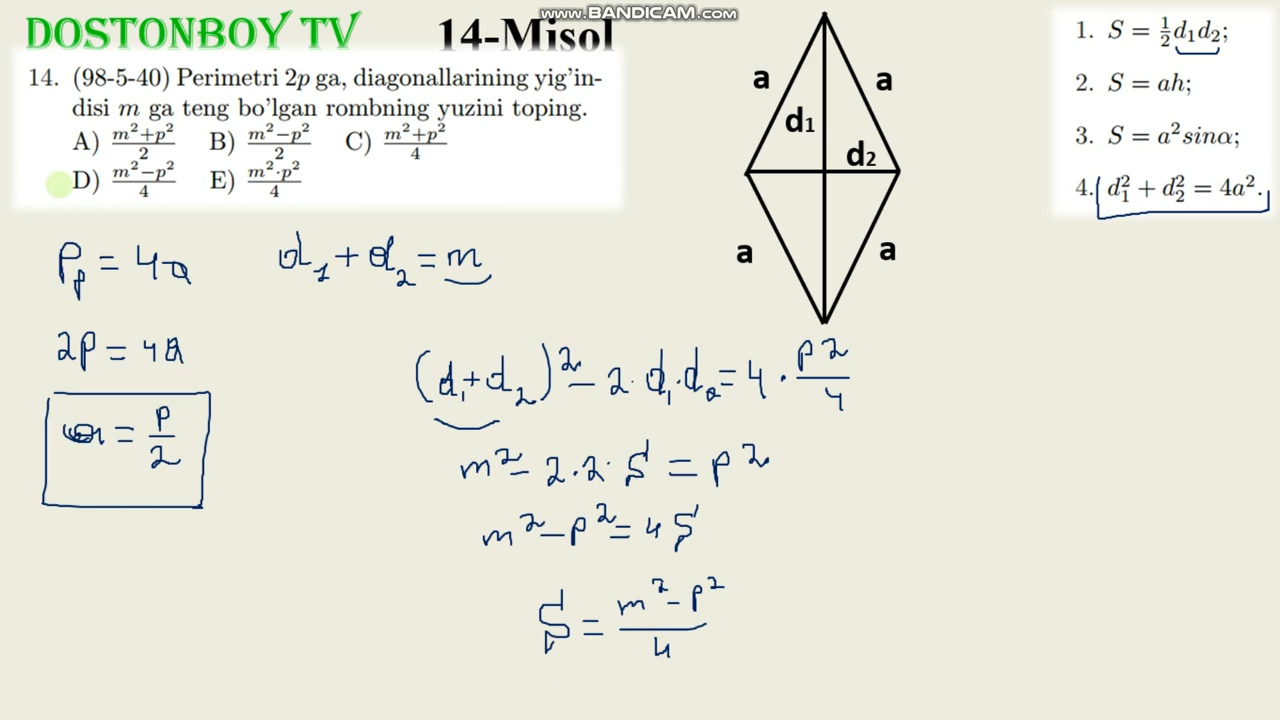 www.BANDICAM.com
DOSTONBOY TV
14-Misol
14. (98-5-40) Perimetri 2p ga, diagonallarining yig'in-
disi m ga teng bo'lgan rombning yuzini toping.
A) (m²+p²)/2 B) (m²−p²)/2 C) (m²+p²)/4
D) (m²−p²)/4 E) (m²·p²)/4
a a
d₁
d₂
a a
1. S = ½d₁d₂;
2. S = ah;
3. S = a²sinα;
4. d₁² + d₂² = 4a².
Pp = 4a
d₁ + d₂ = m
2p = 4a
a = p/2
(d₁+d₂)² − 2·d₁·d₂ = 4·p²/4
m² − 2·2·S = p²
m² − p² = 4S
S = (m² − p²)/4